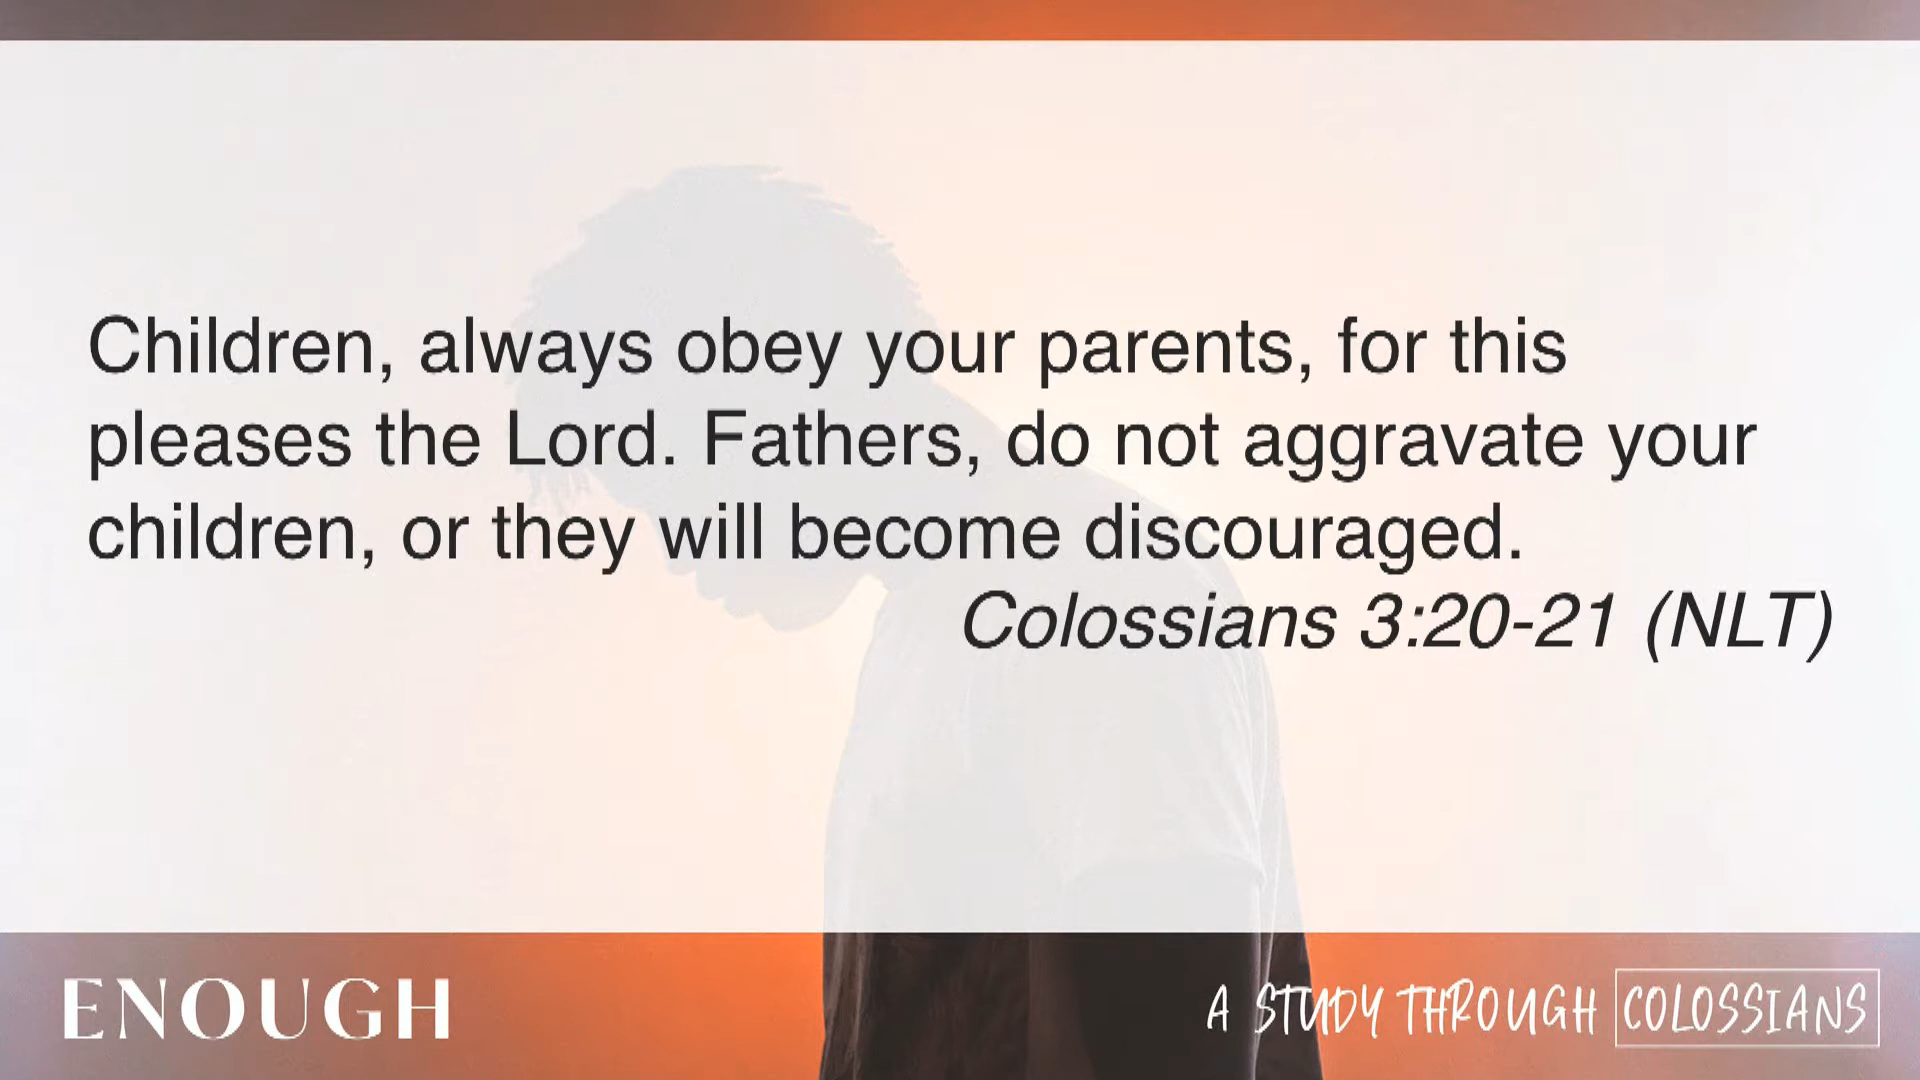 Children, always obey your parents, for this
pleases the Lord. Fathers, do not aggravate your
children, or they will become discouraged.
Colossians 3:20-21 (NLT)
ENOUGH
A STUDY THROUGH COLOSSIANS